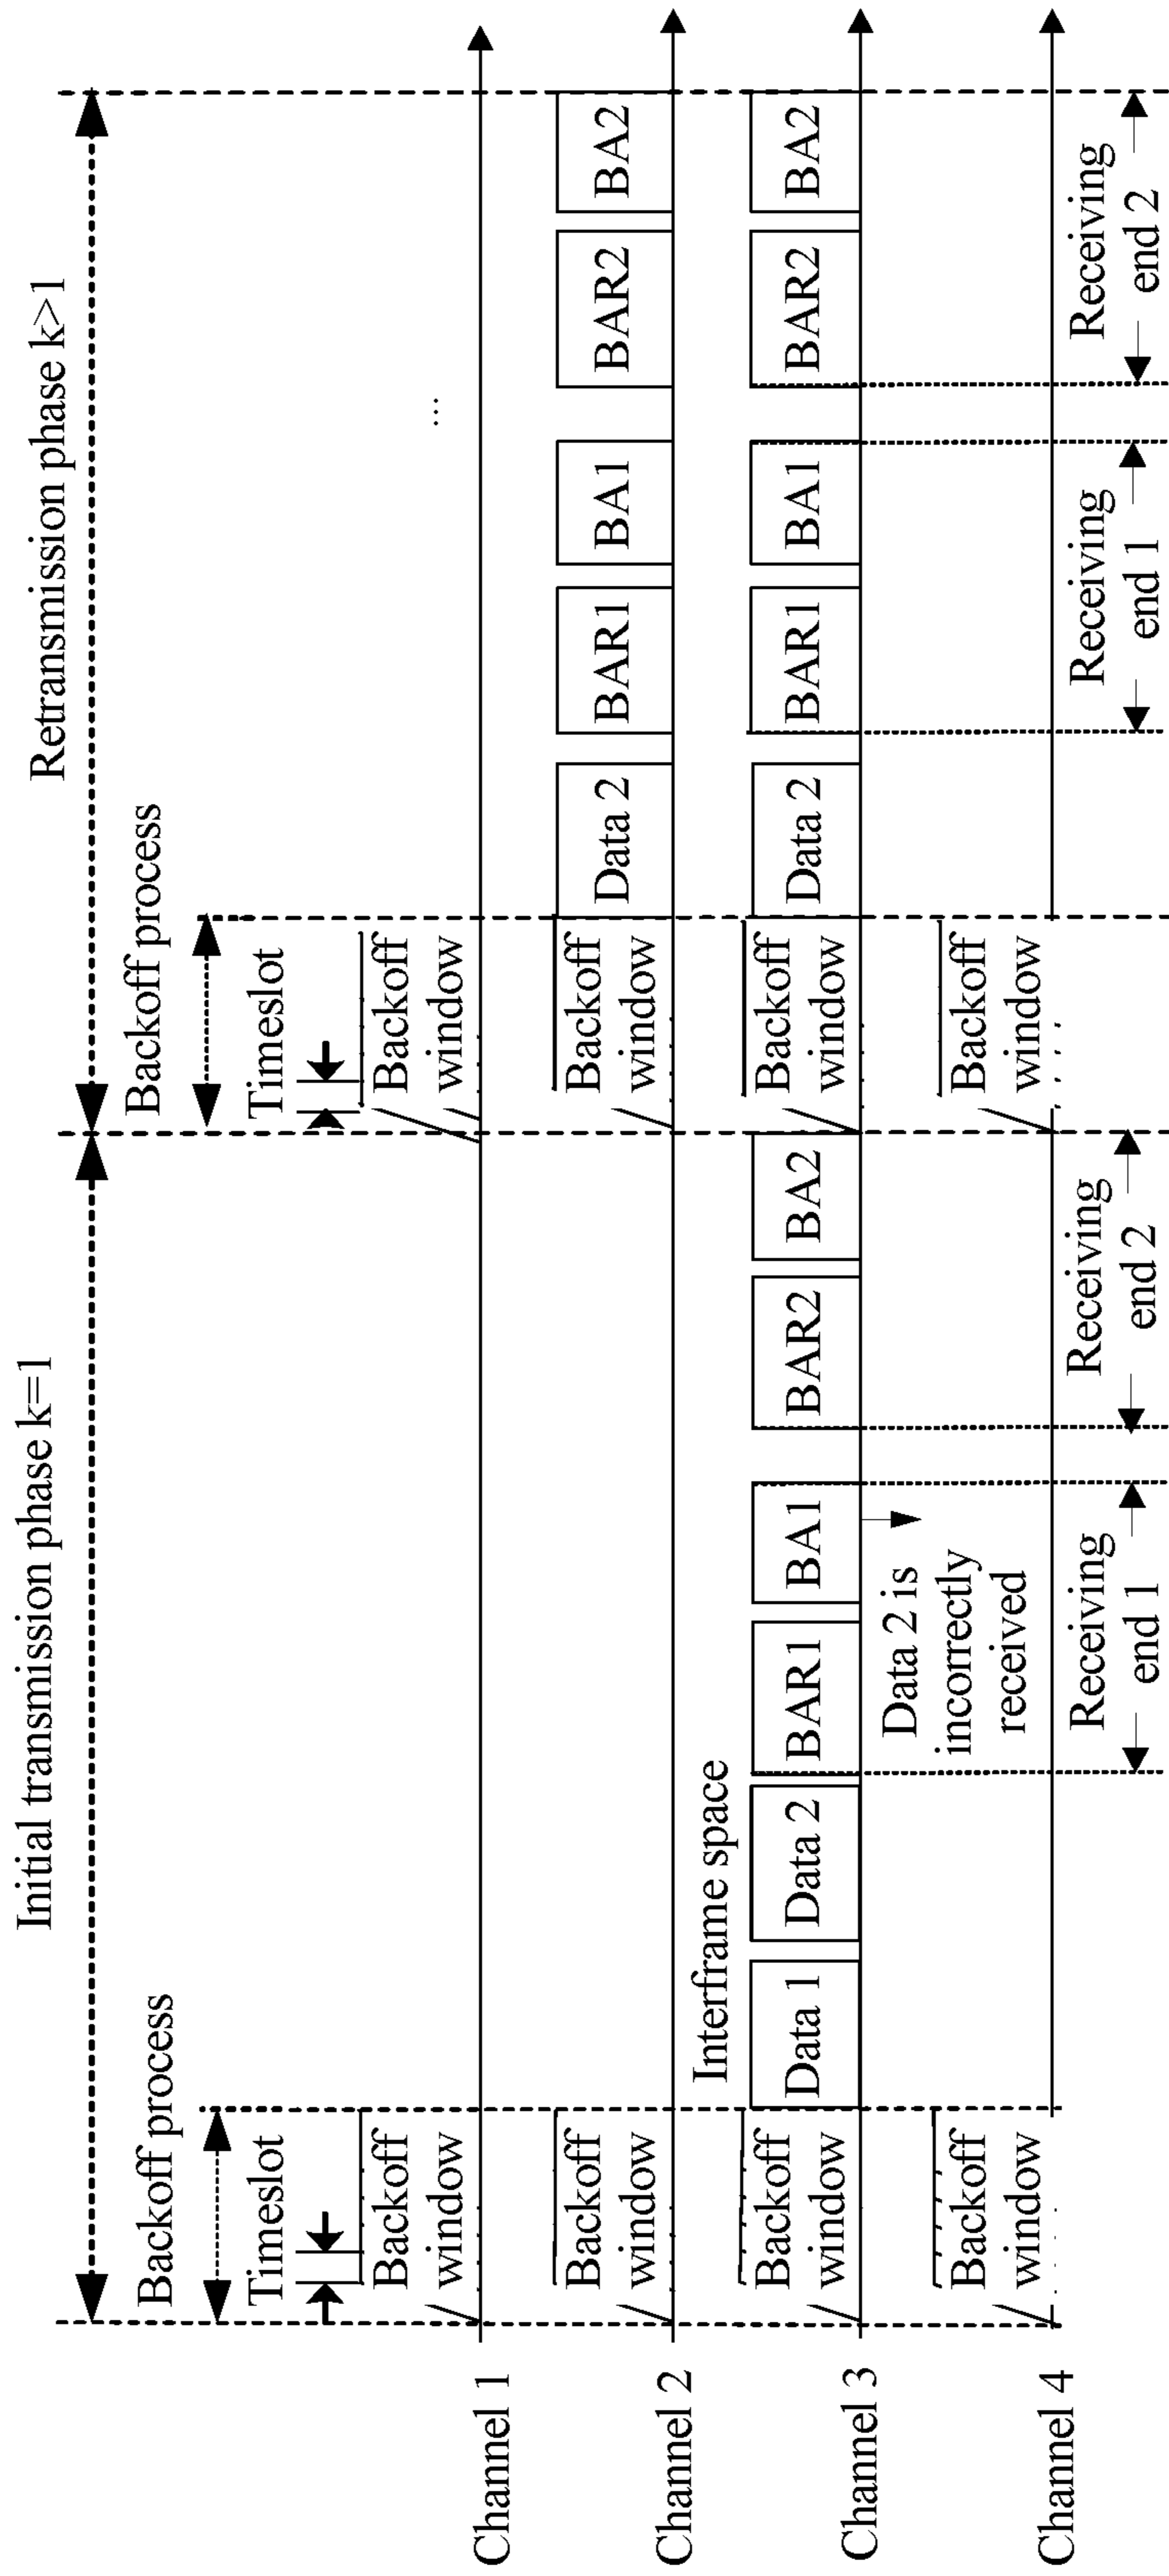 Initial transmission phase k=1
Retransmission phase k>1
Backoff process
Backoff process
Timeslot
Timeslot
Backoff
window
Backoff
window
...
Channel 1
Backoff
window
Backoff
window
Data 2
BAR1
BA1
BAR2
BA2
Channel 2
Interframe space
Backoff
window
Data 1
Data 2
BAR1
BA1
BAR2
BA2
Backoff
window
Data 2
BAR1
BA1
BAR2
BA2
Channel 3
Data 2 is
incorrectly
received
Backoff
window
Backoff
window
Channel 4
Receiving
end 1
Receiving
end 2
Receiving
end 1
Receiving
end 2